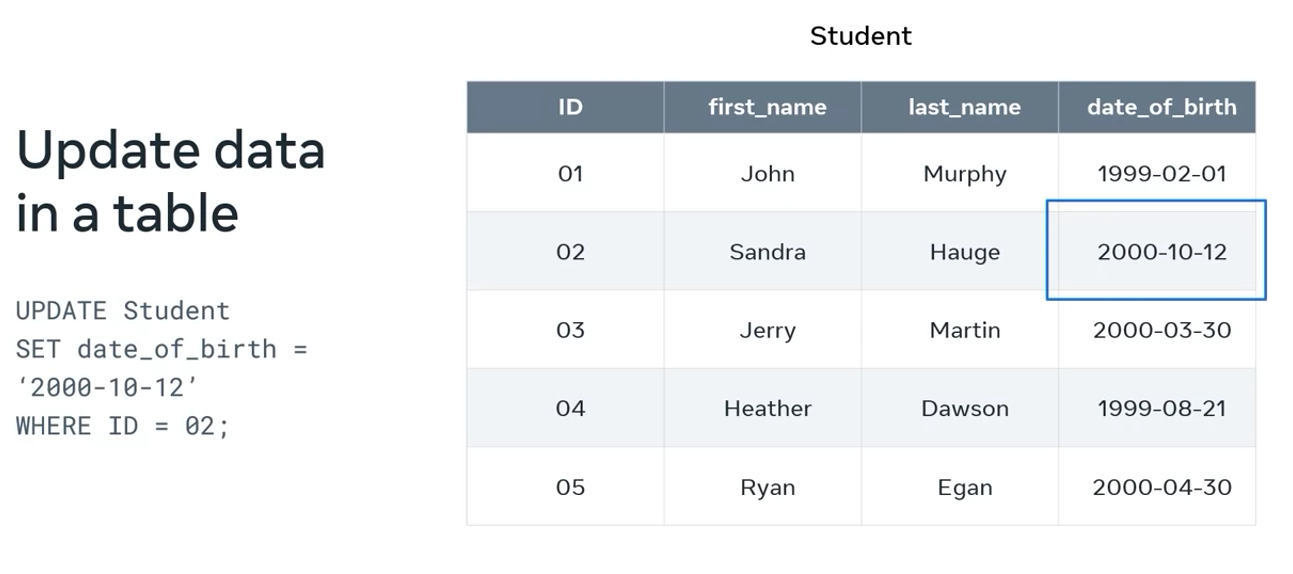 Update data
in a table
UPDATE Student
SET date_of_birth =
‘2000-10-12’
WHERE ID = 02;
Student
ID first_name last_name date_of_birth
01 John Murphy 1999-02-01
02 Sandra Hauge 2000-10-12
03 Jerry Martin 2000-03-30
04 Heather Dawson 1999-08-21
05 Ryan Egan 2000-04-30